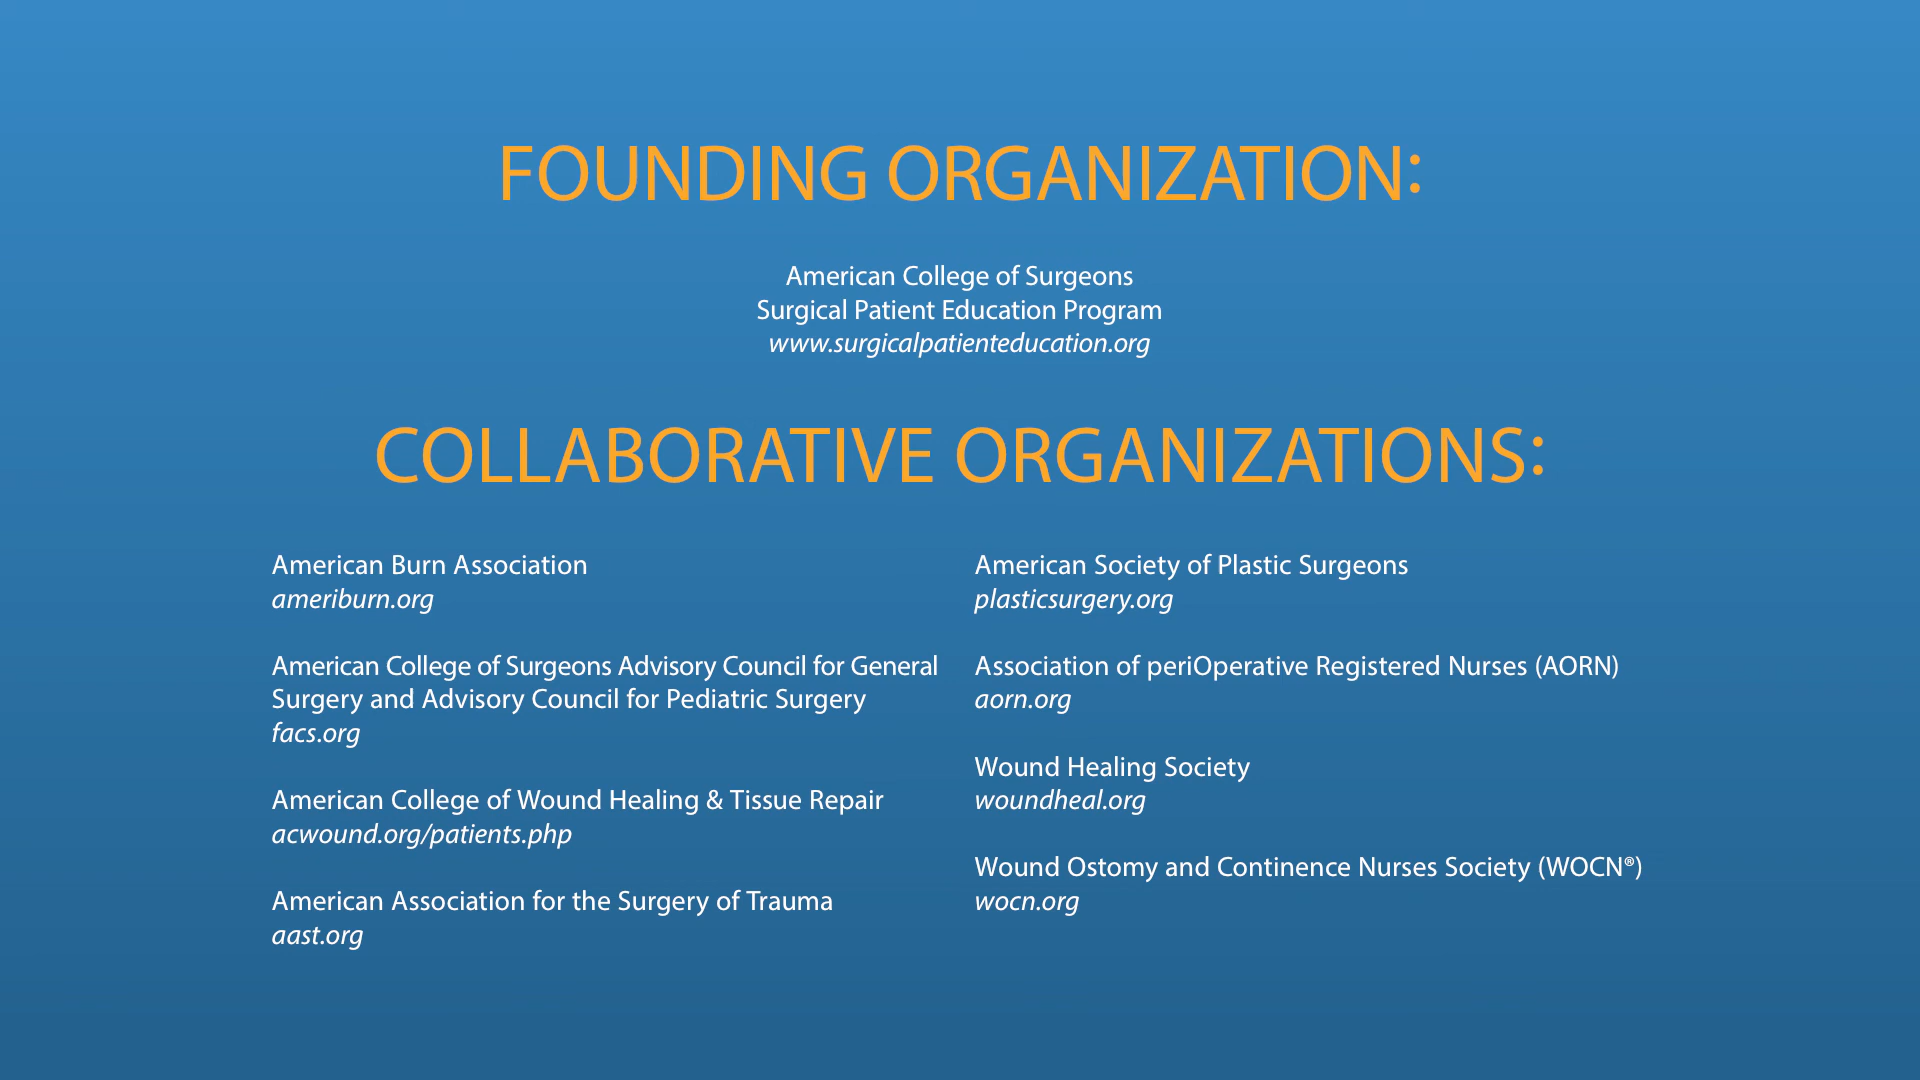 FOUNDING ORGANIZATION:
American College of Surgeons
Surgical Patient Education Program
www.surgicalpatienteducation.org
COLLABORATIVE ORGANIZATIONS:
American Burn Association
ameriburn.org
American College of Surgeons Advisory Council for General
Surgery and Advisory Council for Pediatric Surgery
facs.org
American College of Wound Healing & Tissue Repair
acwound.org/patients.php
American Association for the Surgery of Trauma
aast.org
American Society of Plastic Surgeons
plasticsurgery.org
Association of periOperative Registered Nurses (AORN)
aorn.org
Wound Healing Society
woundheal.org
Wound Ostomy and Continence Nurses Society (WOCN®)
wocn.org